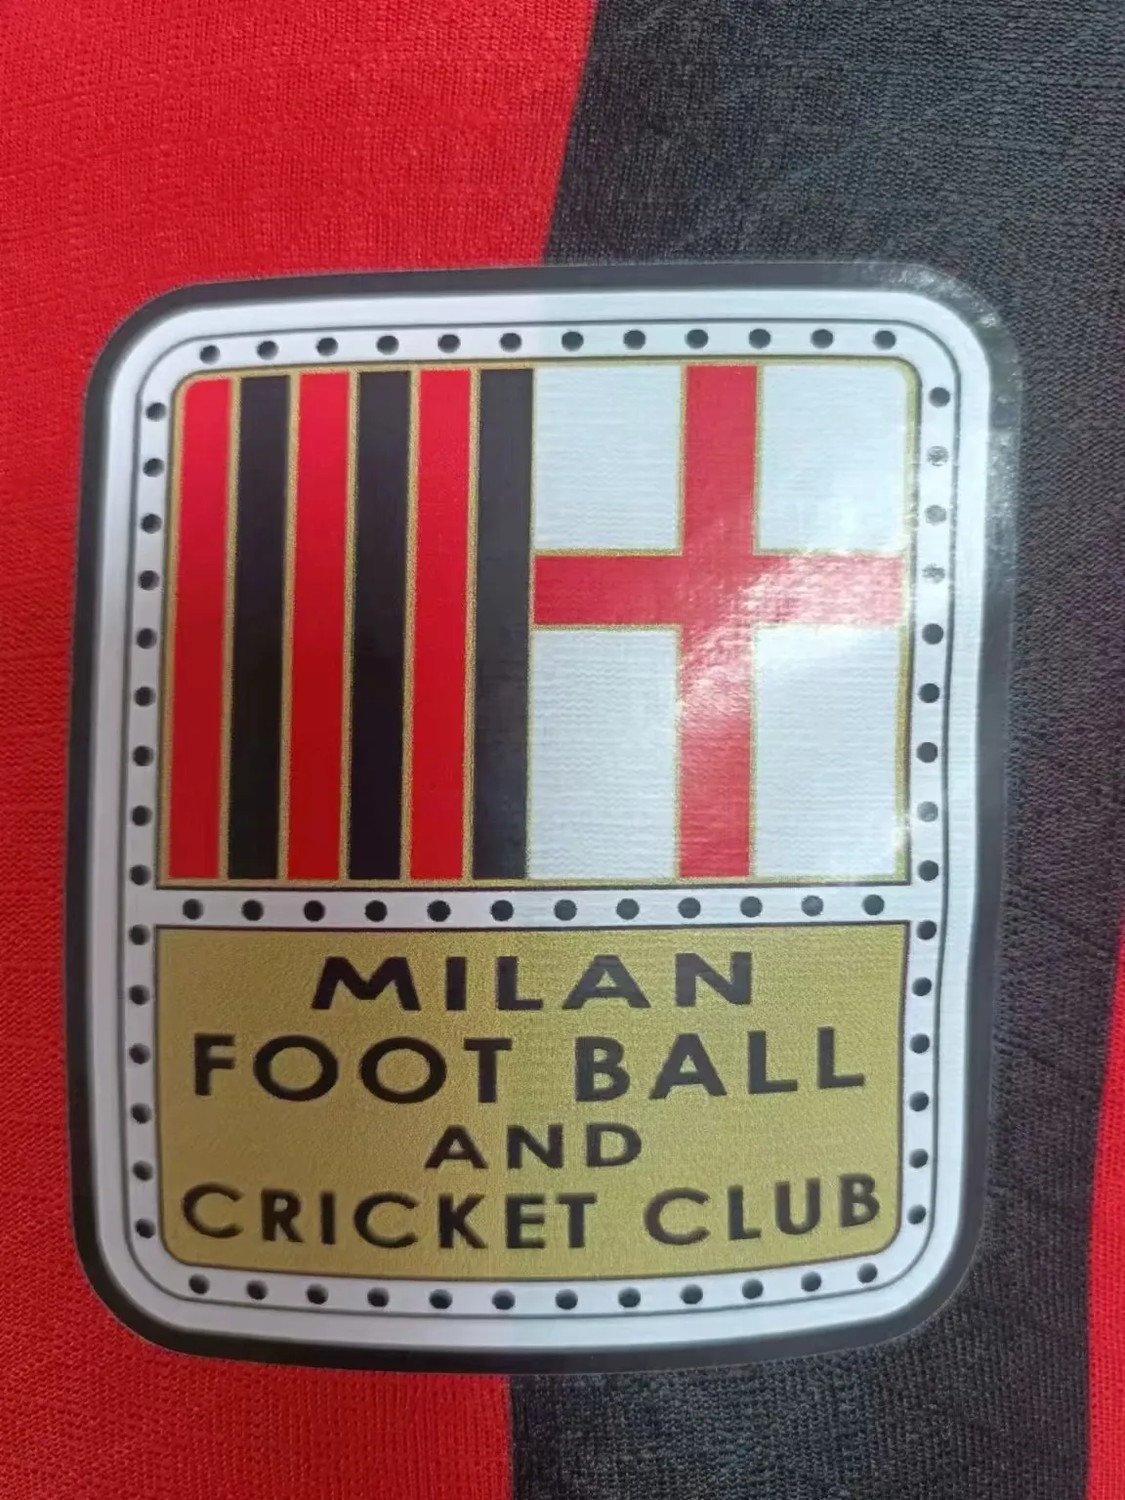 MILAN
FOOT BALL
AND
CRICKET CLUB